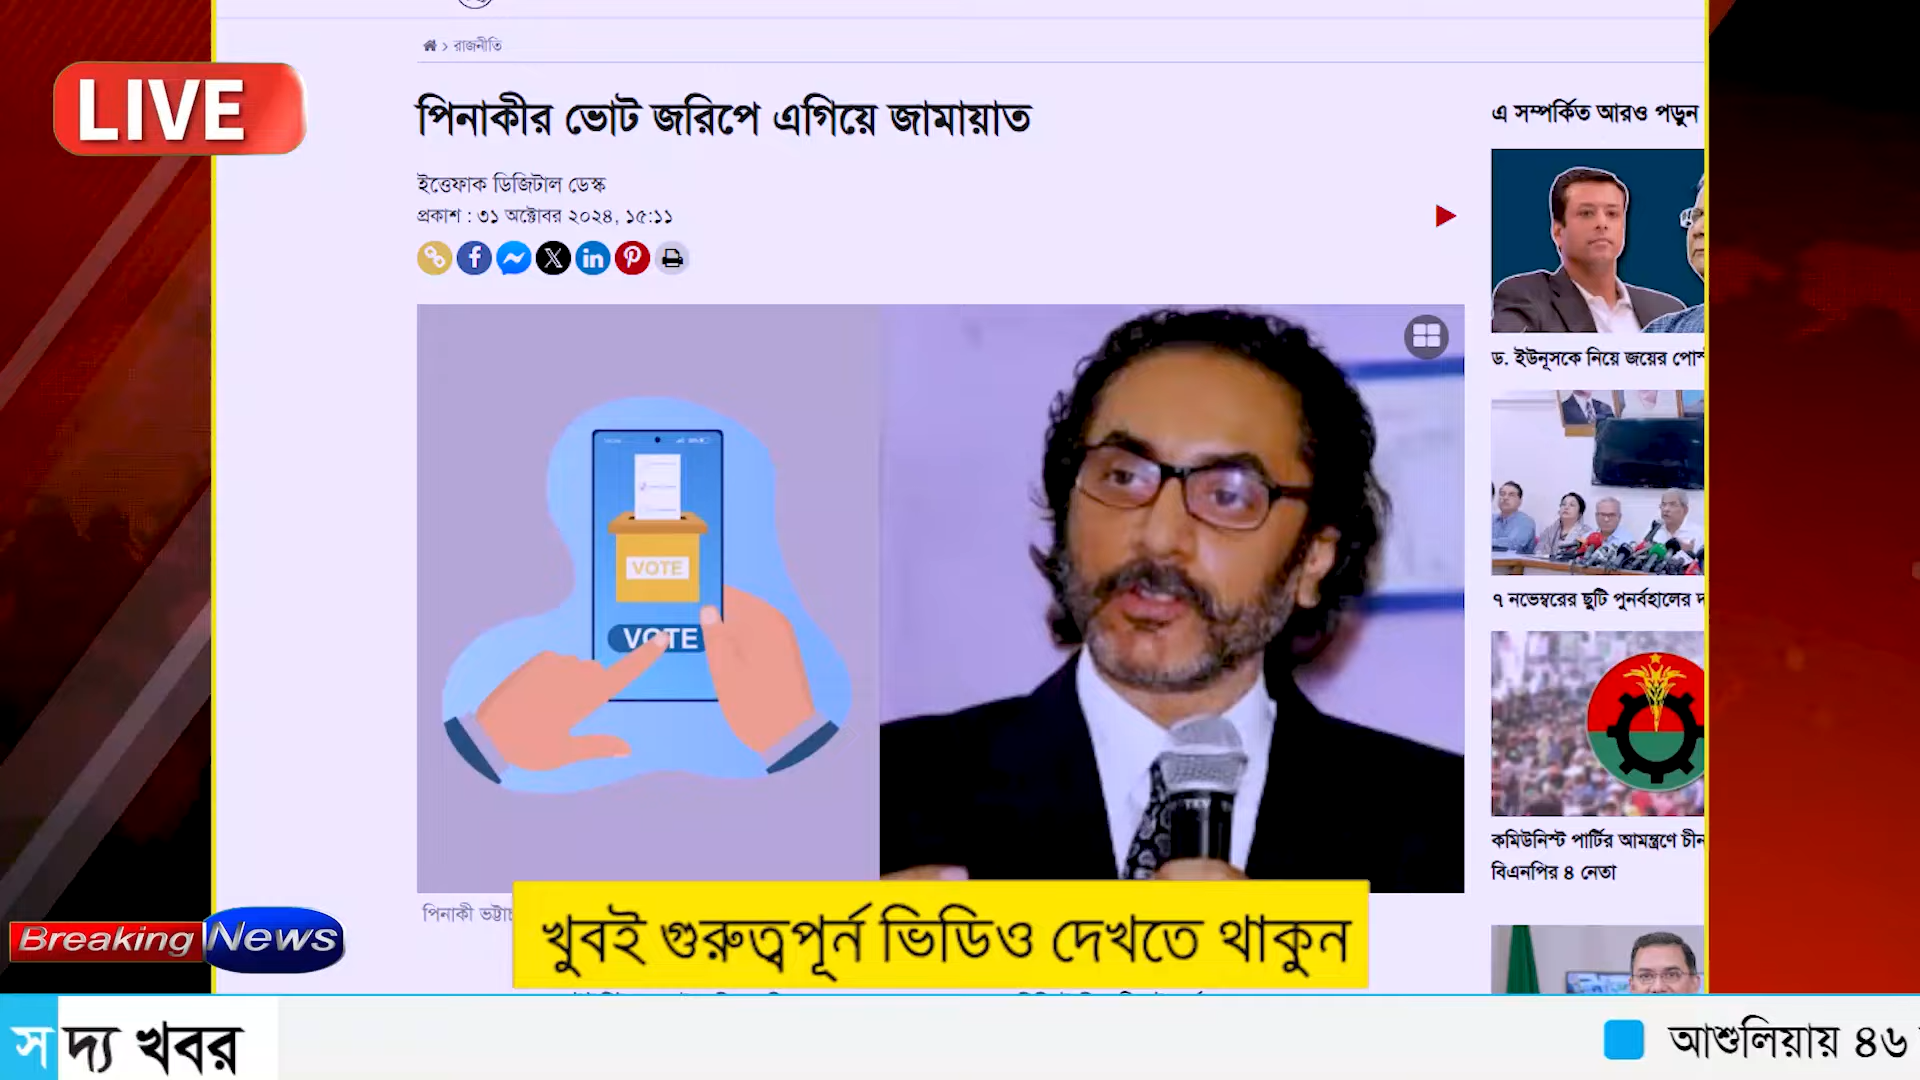 রাজনীতি
LIVE
পিনাকীর ভোট জরিপে এগিয়ে জামায়াত
এ সম্পর্কিত আরও পড়ুন
ইত্তেফাক ডিজিটাল ডেস্ক
প্রকাশ : ৩১ অক্টোবর ২০২৪, ১৫:১১
VOTE
VOTE
ড. ইউনূসকে নিয়ে জয়ের
৭ নভেম্বরের ছুটি পুনর্বহালের
কমিউনিস্ট পার্টির আমন্ত্রণে
বিএনপির ৪ নেতা
পিনাকী
খুবই গুরুত্বপূর্ন ভিডিও দেখতে থাকুন
Breaking News
সদ্য খবর
আশুলিয়ায় ৪৬